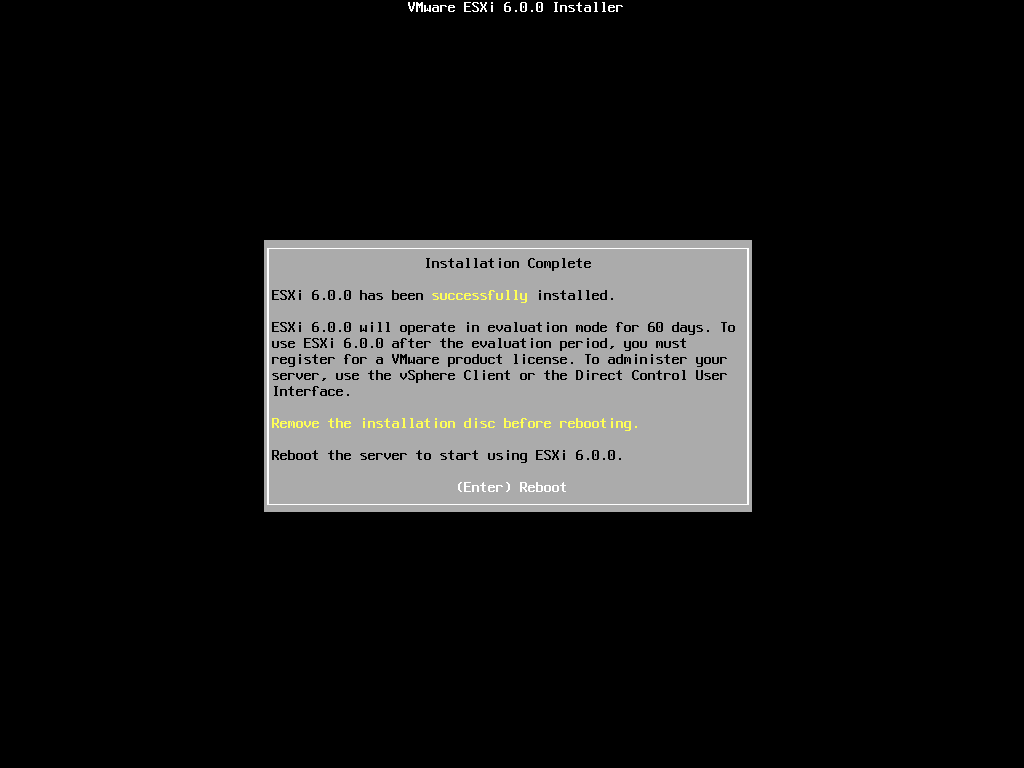 VMware ESXi 6.0.0 Installer
Installation Complete
ESXi 6.0.0 has been successfully installed.
ESXi 6.0.0 will operate in evaluation mode for 60 days. To
use ESXi 6.0.0 after the evaluation period, you must
register for a VMware product license. To administer your
server, use the vSphere Client or the Direct Control User
Interface.
Remove the installation disc before rebooting.
Reboot the server to start using ESXi 6.0.0.
(Enter) Reboot